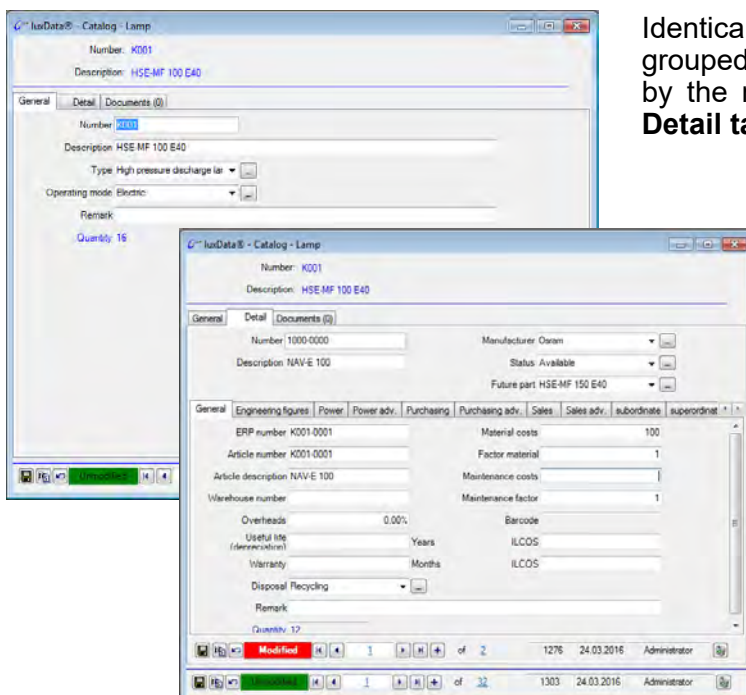 luxData® - Catalog - Lamp
Number: K001
Description: HSE-MF 100 E40
General Detail Documents (0)
Number K001
Description HSE-MF 100 E40
Type High pressure discharge lar
Operating mode Electric
Remark
Quantity 16
Unmodified
Identica
grouped
by the
Detail ta
luxData® - Catalog - Lamp
Number: K001
Description: HSE-MF 100 E40
General Detail Documents (0)
Number 1000-0000 Manufacturer Osram
Description NAV-E 100 Status Available
Future part HSE-MF 150 E40
General Engineering figures Power Power adv. Purchasing Purchasing adv. Sales Sales adv. subordinate superordinat
ERP number K001-0001 Material costs 100
Article number K001-0001 Factor material 1
Article description NAV-E 100 Maintenance costs
Warehouse number Maintenance factor 1
Overheads 0.00% Barcode
Useful life Years ILCOS
(depreciation)
Warranty Months ILCOS
Disposal Recycling
Remark
Quantity 12
Modified 1 of 2 1276 24.03.2016 Administrator
Unmodified 1 of 32 1303 24.03.2016 Administrator